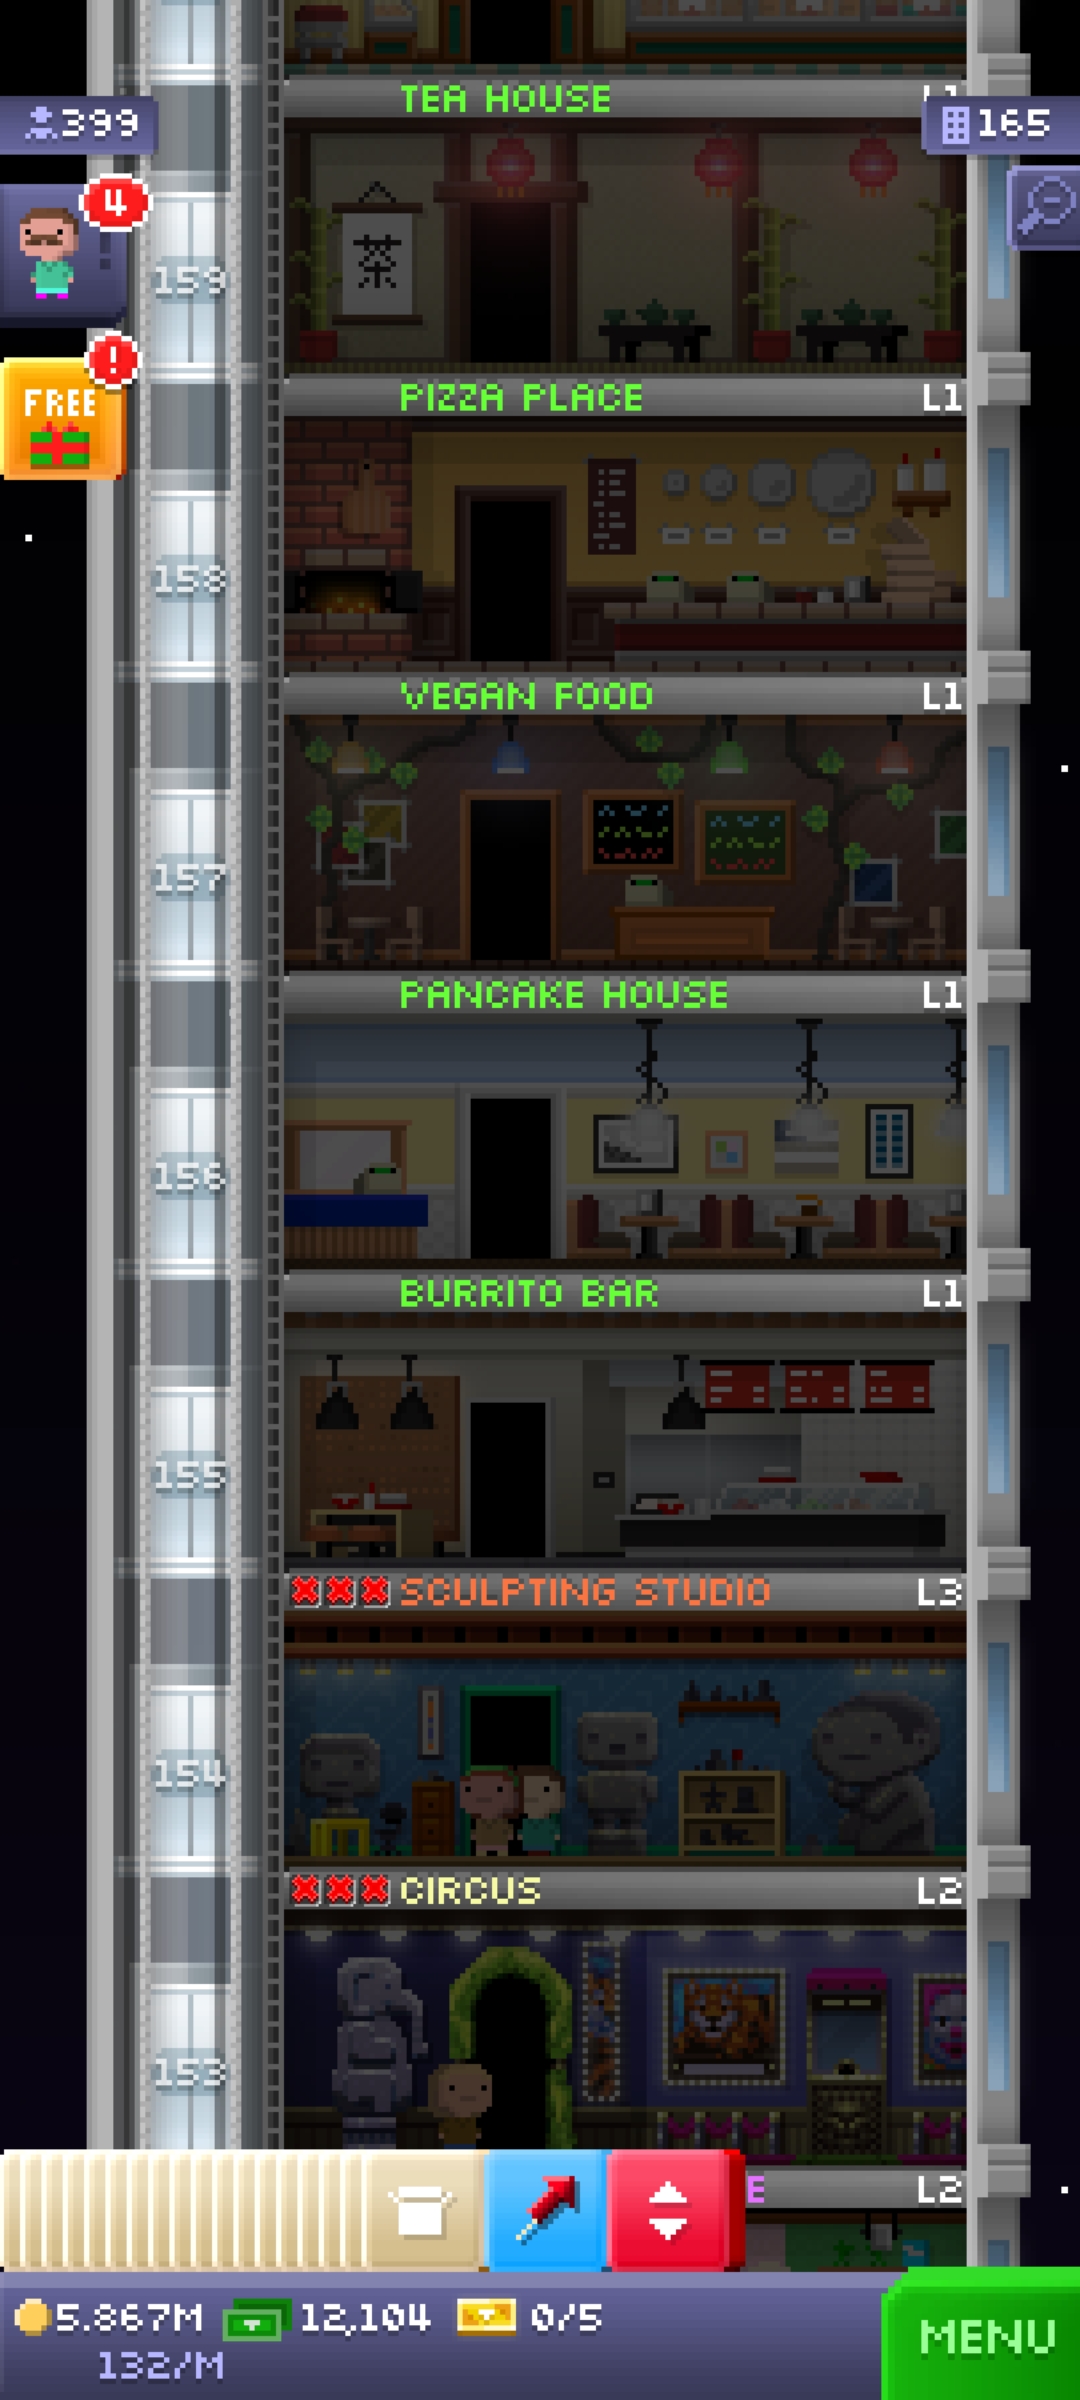 TEA HOUSE
399
165
4
茶
159
!
FREE
PIZZA PLACE L1
158
VEGAN FOOD L1
157
PANCAKE HOUSE L1
156
BURRITO BAR L1
155
SCULPTING STUDIO L3
154
CIRCUS L2
153
E L2
5.867M 12,104 0/5
132/M
MENU